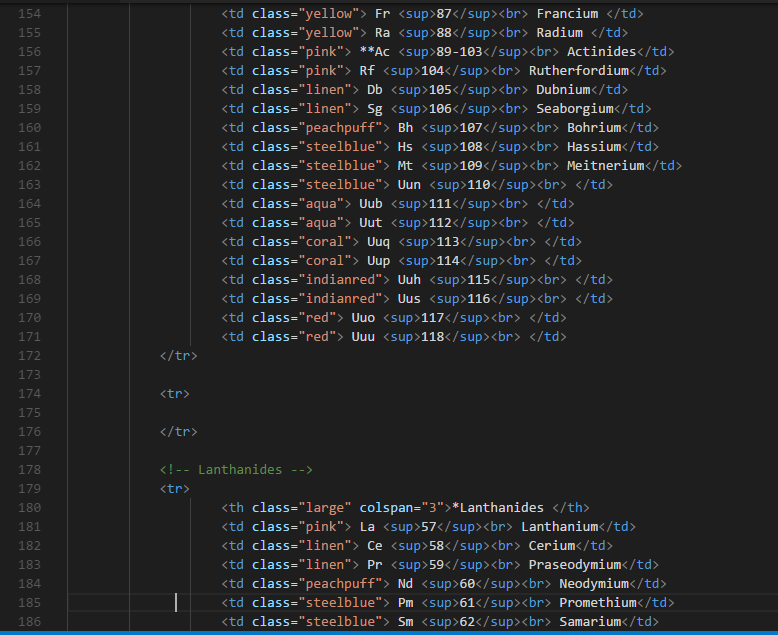 154 <td class="yellow"> Fr <sup>87</sup><br> Francium </td>
155 <td class="yellow"> Ra <sup>88</sup><br> Radium </td>
156 <td class="pink"> **Ac <sup>89-103</sup><br> Actinides</td>
157 <td class="pink"> Rf <sup>104</sup><br> Rutherfordium</td>
158 <td class="linen"> Db <sup>105</sup><br> Dubnium</td>
159 <td class="linen"> Sg <sup>106</sup><br> Seaborgium</td>
160 <td class="peachpuff"> Bh <sup>107</sup><br> Bohrium</td>
161 <td class="steelblue"> Hs <sup>108</sup><br> Hassium</td>
162 <td class="steelblue"> Mt <sup>109</sup><br> Meitnerium</td>
163 <td class="steelblue"> Uun <sup>110</sup><br> </td>
164 <td class="aqua"> Uub <sup>111</sup><br> </td>
165 <td class="aqua"> Uut <sup>112</sup><br> </td>
166 <td class="coral"> Uuq <sup>113</sup><br> </td>
167 <td class="coral"> Uup <sup>114</sup><br> </td>
168 <td class="indianred"> Uuh <sup>115</sup><br> </td>
169 <td class="indianred"> Uus <sup>116</sup><br> </td>
170 <td class="red"> Uuo <sup>117</sup><br> </td>
171 <td class="red"> Uuu <sup>118</sup><br> </td>
172 </tr>
173
174 <tr>
175
176 </tr>
177
178 <!-- Lanthanides -->
179 <tr>
180 <th class="large" colspan="3">*Lanthanides </th>
181 <td class="pink"> La <sup>57</sup><br> Lanthanium</td>
182 <td class="linen"> Ce <sup>58</sup><br> Cerium</td>
183 <td class="linen"> Pr <sup>59</sup><br> Praseodymium</td>
184 <td class="peachpuff"> Nd <sup>60</sup><br> Neodymium</td>
185 <td class="steelblue"> Pm <sup>61</sup><br> Promethium</td>
186 <td class="steelblue"> Sm <sup>62</sup><br> Samarium</td>